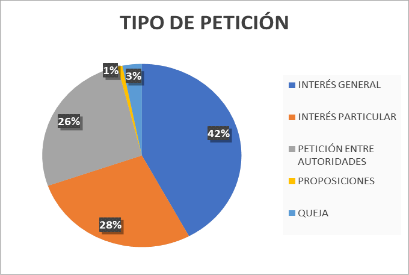 TIPO DE PETICIÓN
1%
3%
42%
26%
28%
INTERÉS GENERAL
INTERÉS PARTICULAR
PETICIÓN ENTRE
AUTORIDADES
PROPOSICIONES
QUEJA